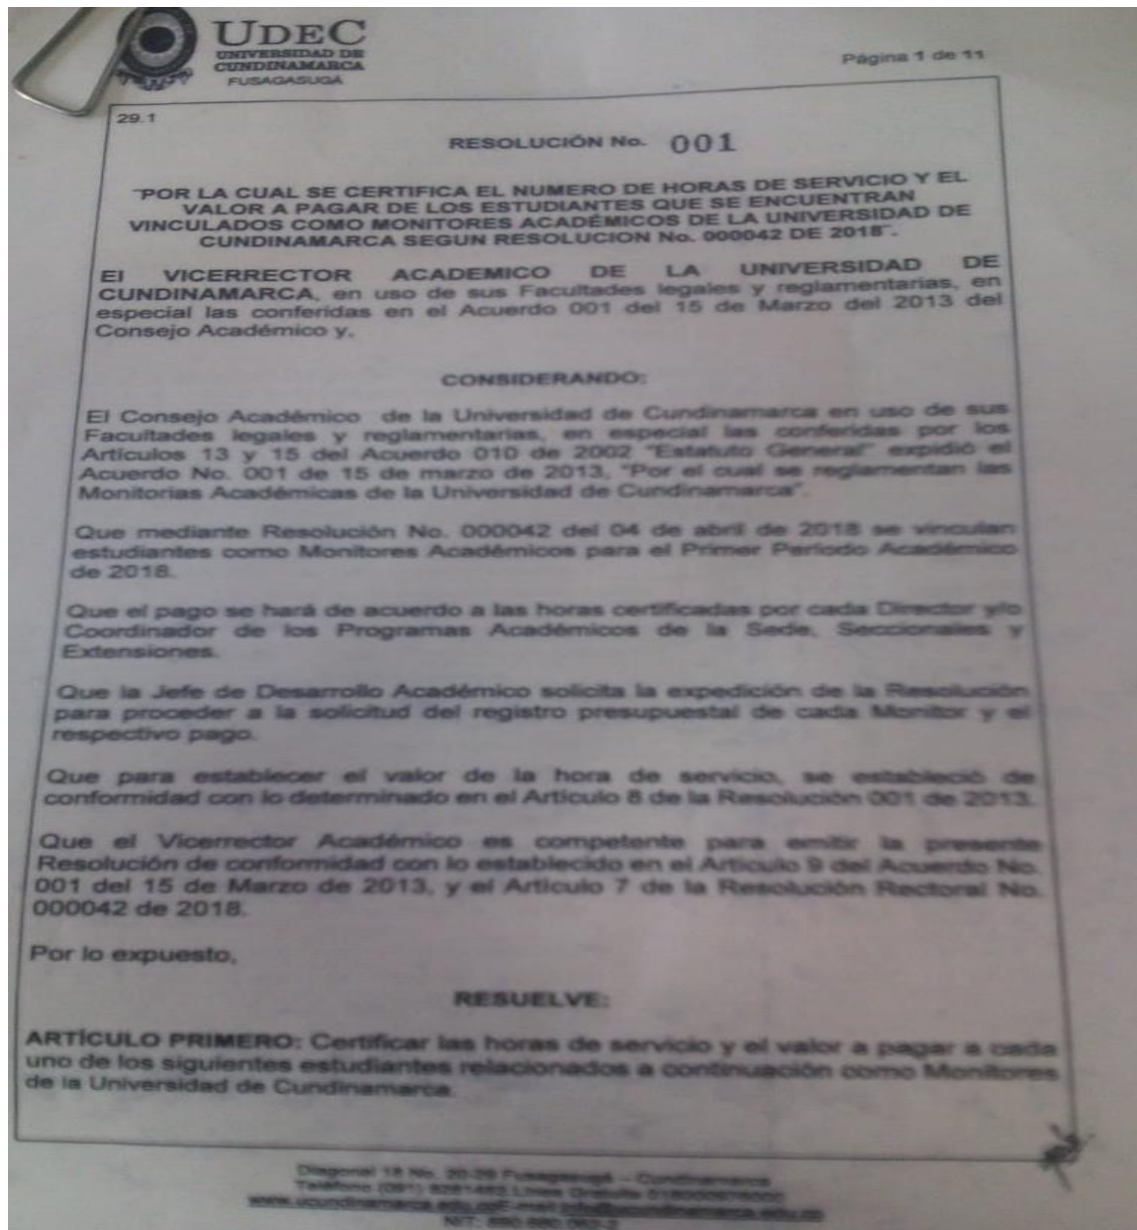 UDEC
UNIVERSIDAD DE
CUNDINAMARCA
FUSAGASUGÁ
Página 1 de 11
29.1
RESOLUCIÓN No. 001
"POR LA CUAL SE CERTIFICA EL NUMERO DE HORAS DE SERVICIO Y EL
VALOR A PAGAR DE LOS ESTUDIANTES QUE SE ENCUENTRAN
VINCULADOS COMO MONITORES ACADÉMICOS DE LA UNIVERSIDAD DE
CUNDINAMARCA SEGUN RESOLUCION No. 000042 DE 2018".
El VICERRECTOR ACADEMICO DE LA UNIVERSIDAD DE
CUNDINAMARCA, en uso de sus Facultades legales y reglamentarias, en
especial las conferidas en el Acuerdo 001 del 15 de Marzo del 2013 del
Consejo Académico y,
CONSIDERANDO:
El Consejo Académico de la Universidad de Cundinamarca en uso de sus
Facultades legales y reglamentarias, en especial las conferidas por los
Artículos 13 y 15 del Acuerdo 010 de 2002 "Estatuto General" expidió el
Acuerdo No. 001 de 15 de marzo de 2013, "Por el cual se reglamentan las
Monitorias Académicas de la Universidad de Cundinamarca".
Que mediante Resolución No. 000042 del 04 de abril de 2018 se vinculan
estudiantes como Monitores Académicos para el Primer Período Académico
de 2018.
Que el pago se hará de acuerdo a las horas certificadas por cada Director y/o
Coordinador de los Programas Académicos de la Sede, Seccionales y
Extensiones.
Que la Jefe de Desarrollo Académico solicita la expedición de la Resolución
para proceder a la solicitud del registro presupuestal de cada Monitor y el
respectivo pago.
Que para establecer el valor de la hora de servicio, se estableció de
conformidad con lo determinado en el Artículo 8 de la Resolución 001 de 2013.
Que el Vicerrector Académico es competente para emitir la presente
Resolución de conformidad con lo establecido en el Artículo 9 del Acuerdo No.
001 del 15 de Marzo de 2013, y el Artículo 7 de la Resolución Rectoral No.
000042 de 2018.
Por lo expuesto,
RESUELVE:
ARTÍCULO PRIMERO: Certificar las horas de servicio y el valor a pagar a cada
uno de los siguientes estudiantes relacionados a continuación como Monitores
de la Universidad de Cundinamarca.
Diagonal 18 No. 20-29 Fusagasugá – Cundinamarca
Teléfono (091) Línea Gratuita
www.ucundinamarca.edu.co
NIT: 890.680.062-2